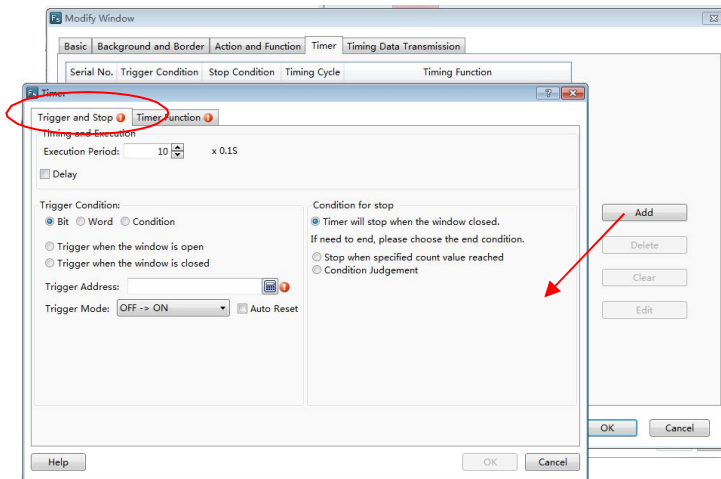 Modify Window
Basic Background and Border Action and Function Timer Timing Data Transmission
Serial No. Trigger Condition Stop Condition Timing Cycle Timing Function
Timer
Trigger and Stop Timer Function
Timing and Execution
Execution Period: 10 x 0.1S
Delay
Trigger Condition:
Bit Word Condition
Trigger when the window is open
Trigger when the window is closed
Trigger Address:
Trigger Mode: OFF -> ON Auto Reset
Condition for stop
Timer will stop when the window closed.
If need to end, please choose the end condition.
Stop when specified count value reached
Condition Judgement
Help OK Cancel
Add
Delete
Clear
Edit
OK Cancel